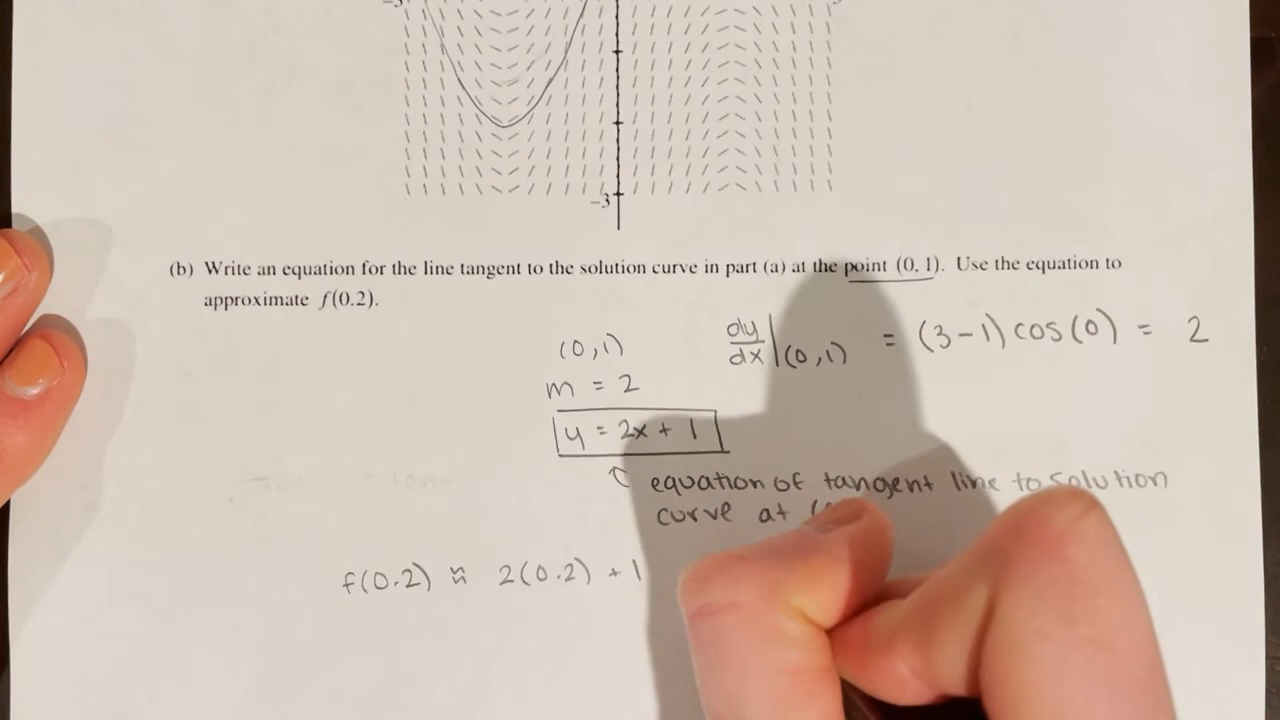 -3
(b) Write an equation for the line tangent to the solution curve in part (a) at the point (0, 1). Use the equation to
approximate f(0.2).
(0,1)
dy/dx|(0,1) = (3-1)cos(0) = 2
m = 2
y = 2x + 1
equation of tangent line to solution
curve at
f(0.2) ≈ 2(0.2) + 1